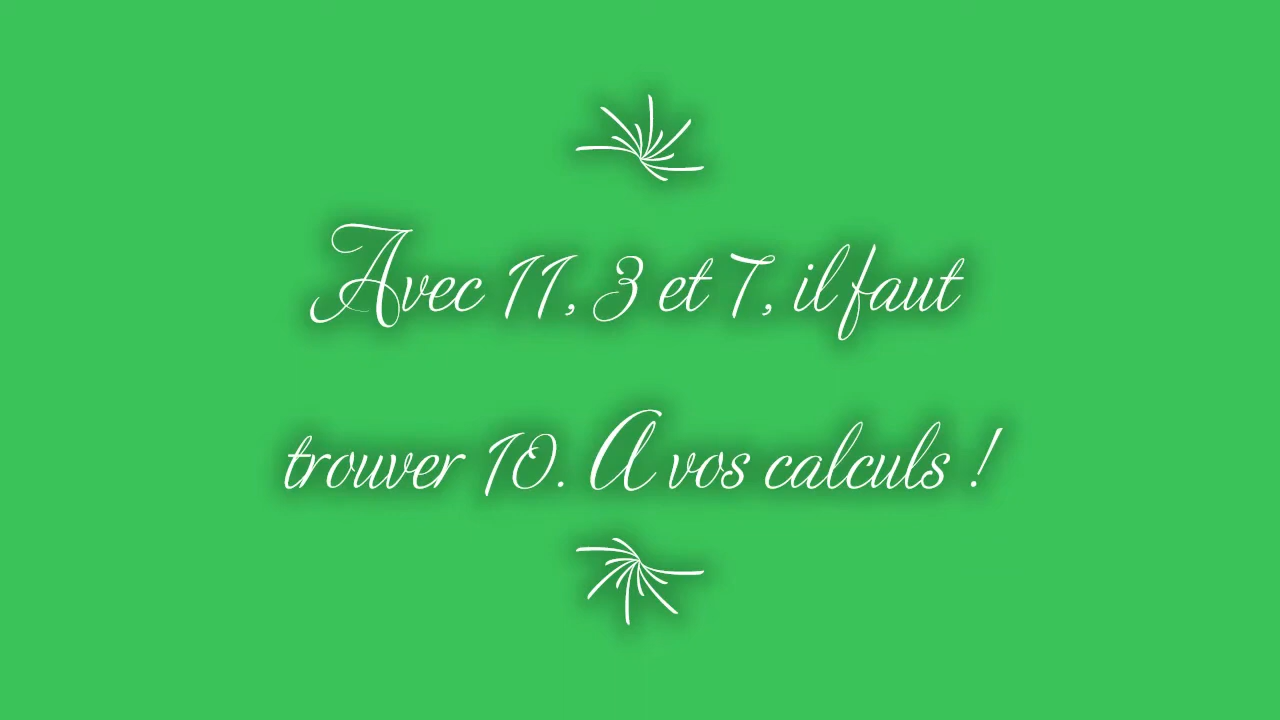 Avec 11, 3 et 7, il faut
trouver 10. A vos calculs !